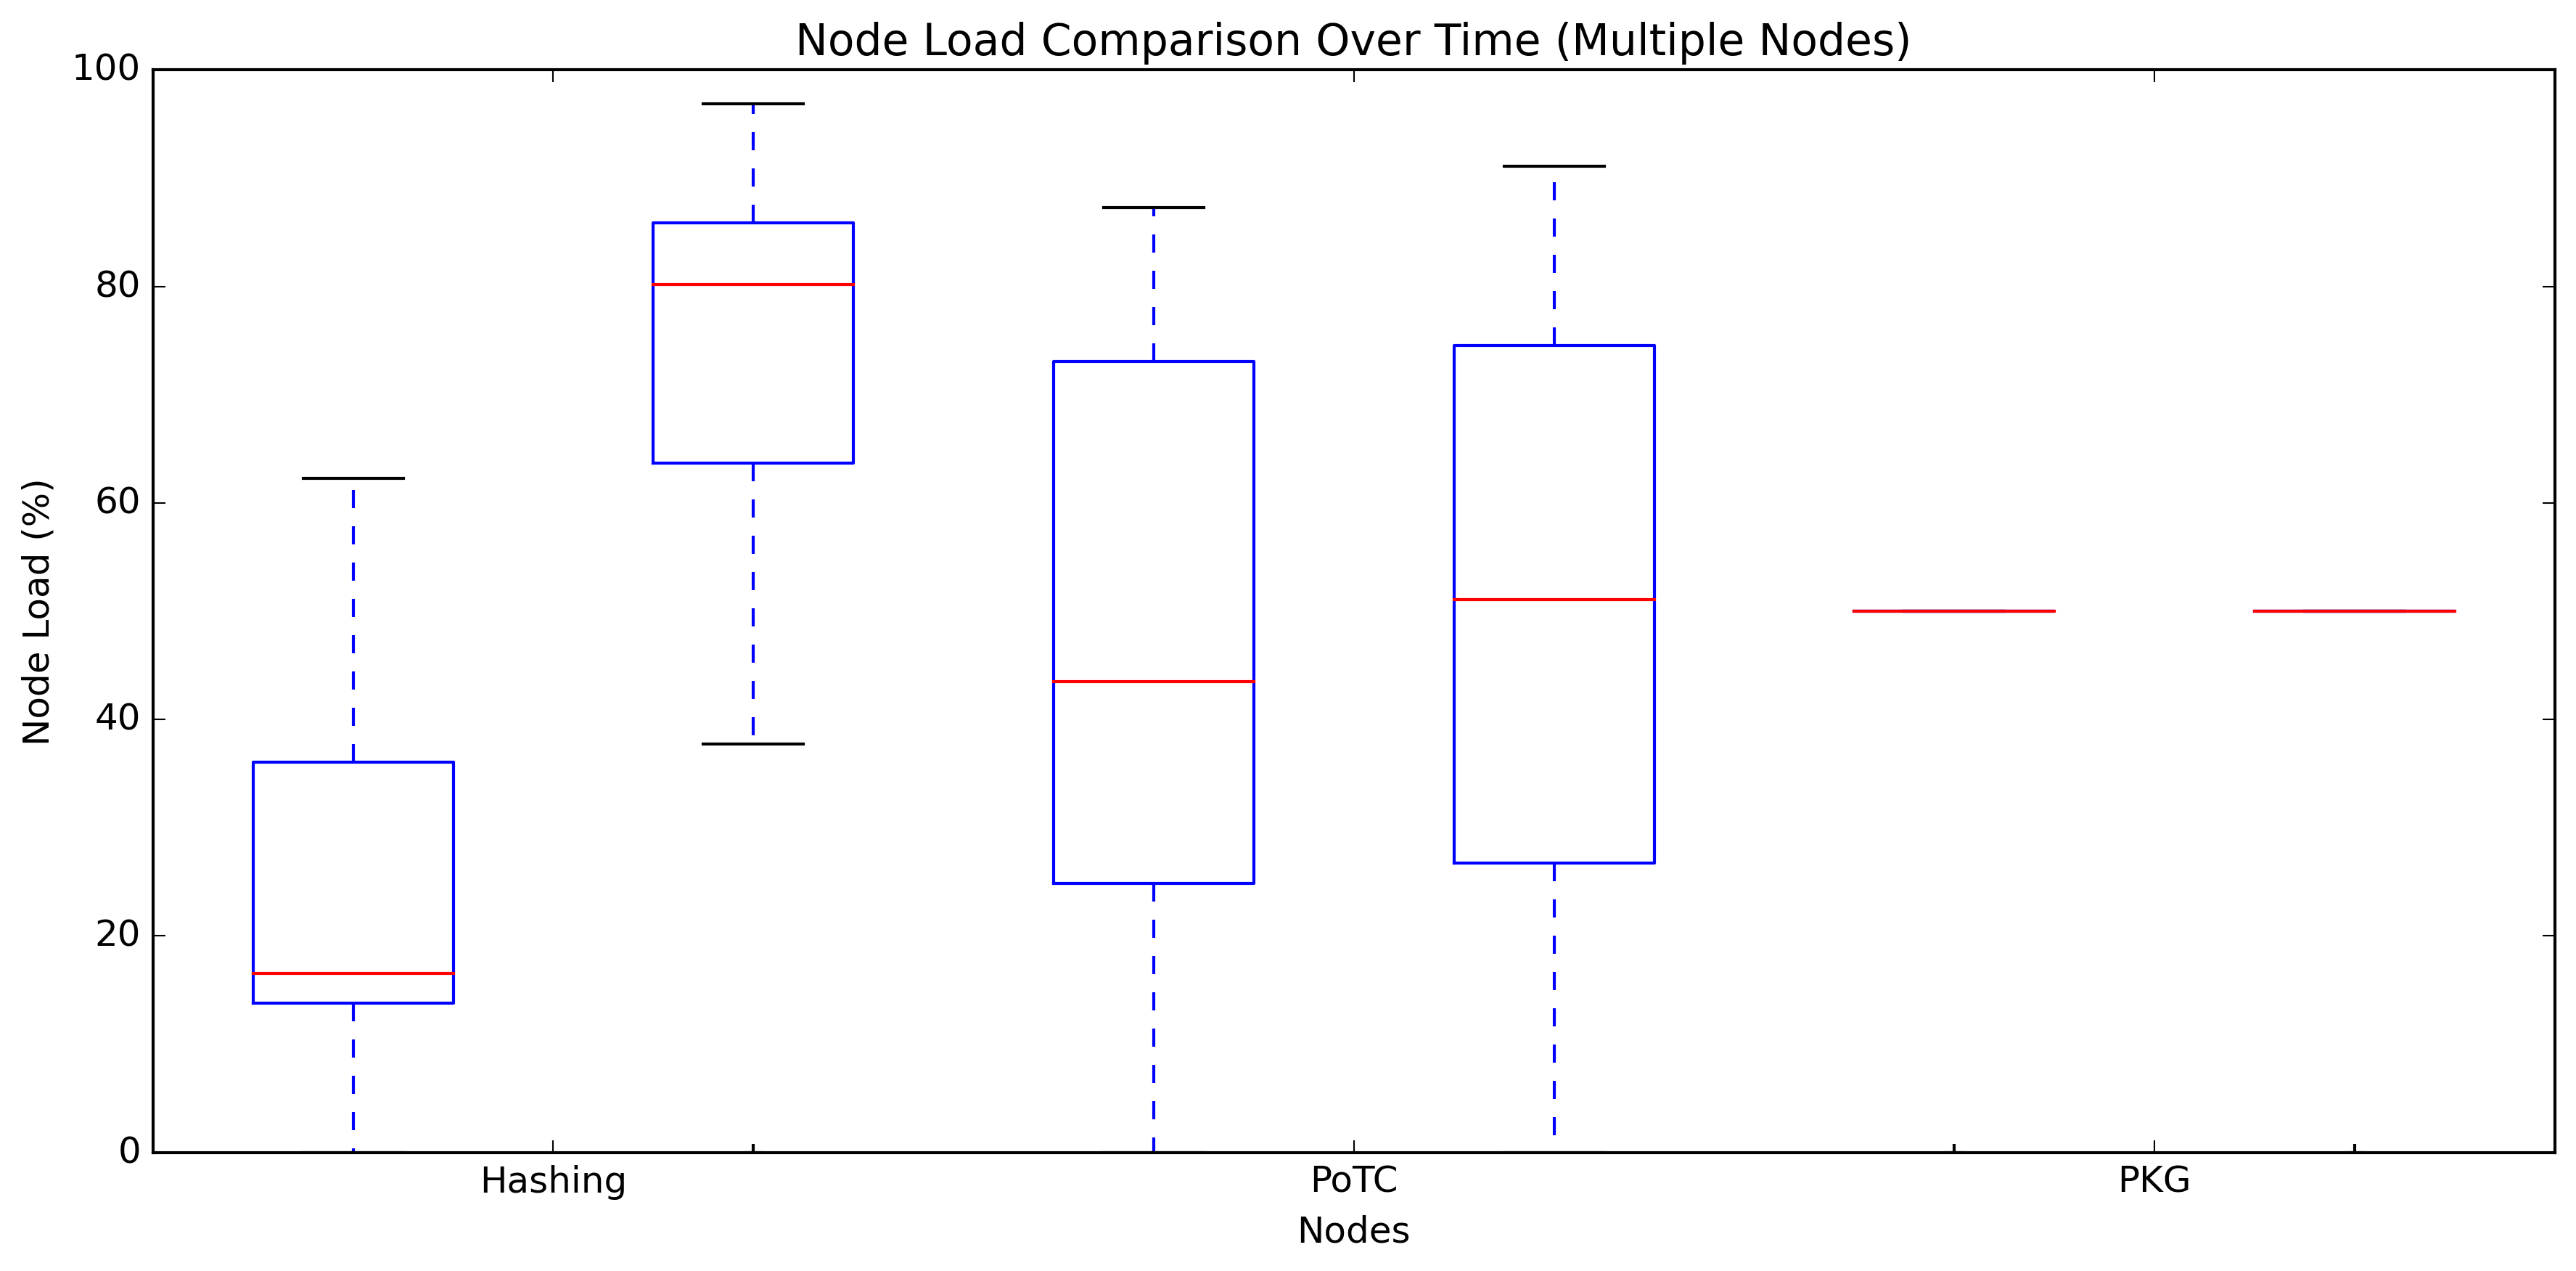 Node Load Comparison Over Time (Multiple Nodes)
100
80
60
40
20
0
Node Load (%)
Hashing
PoTC
PKG
Nodes